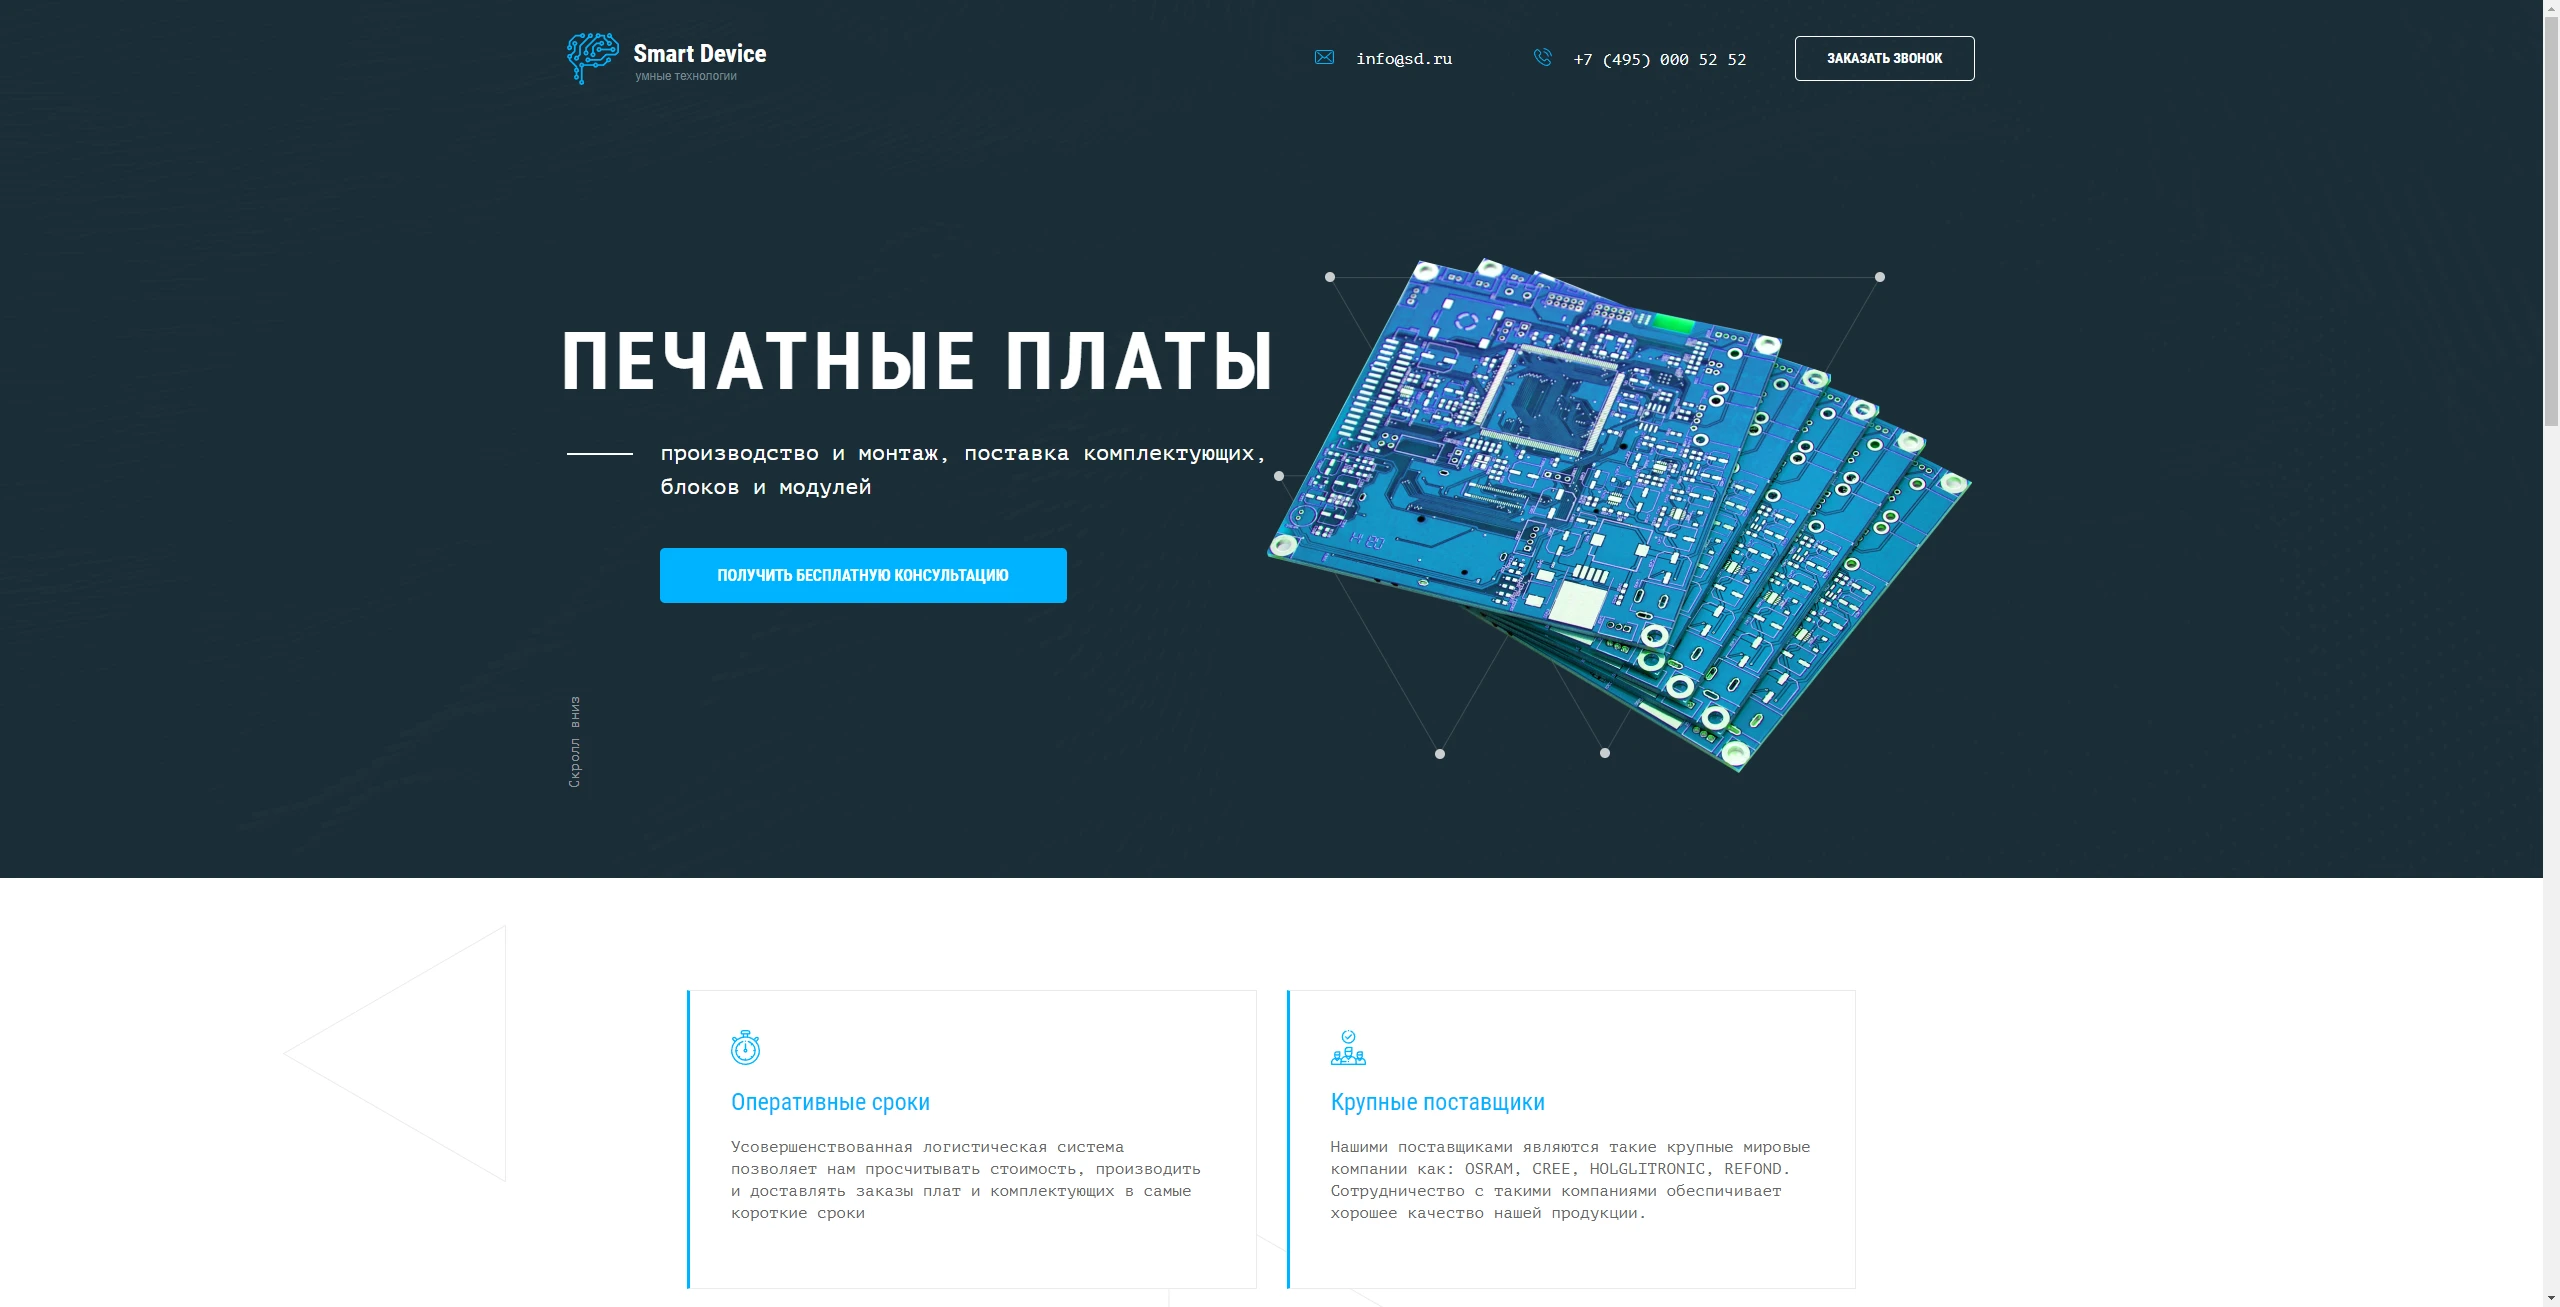 Smart Device
умные технологии
info@sd.ru
+7 (495) 000 52 52
ЗАКАЗАТЬ ЗВОНОК
ПЕЧАТНЫЕ ПЛАТЫ
производство и монтаж, поставка комплектующих,
блоков и модулей
ПОЛУЧИТЬ БЕСПЛАТНУЮ КОНСУЛЬТАЦИЮ
Скролл вниз
Оперативные сроки
Усовершенствованная логистическая система
позволяет нам просчитывать стоимость, производить
и доставлять заказы плат и комплектующих в самые
короткие сроки
Крупные поставщики
Нашими поставщиками являются такие крупные мировые
компании как: OSRAM, CREE, HOLGLITRONIC, REFOND.
Сотрудничество с такими компаниями обеспичивает
хорошее качество нашей продукции.